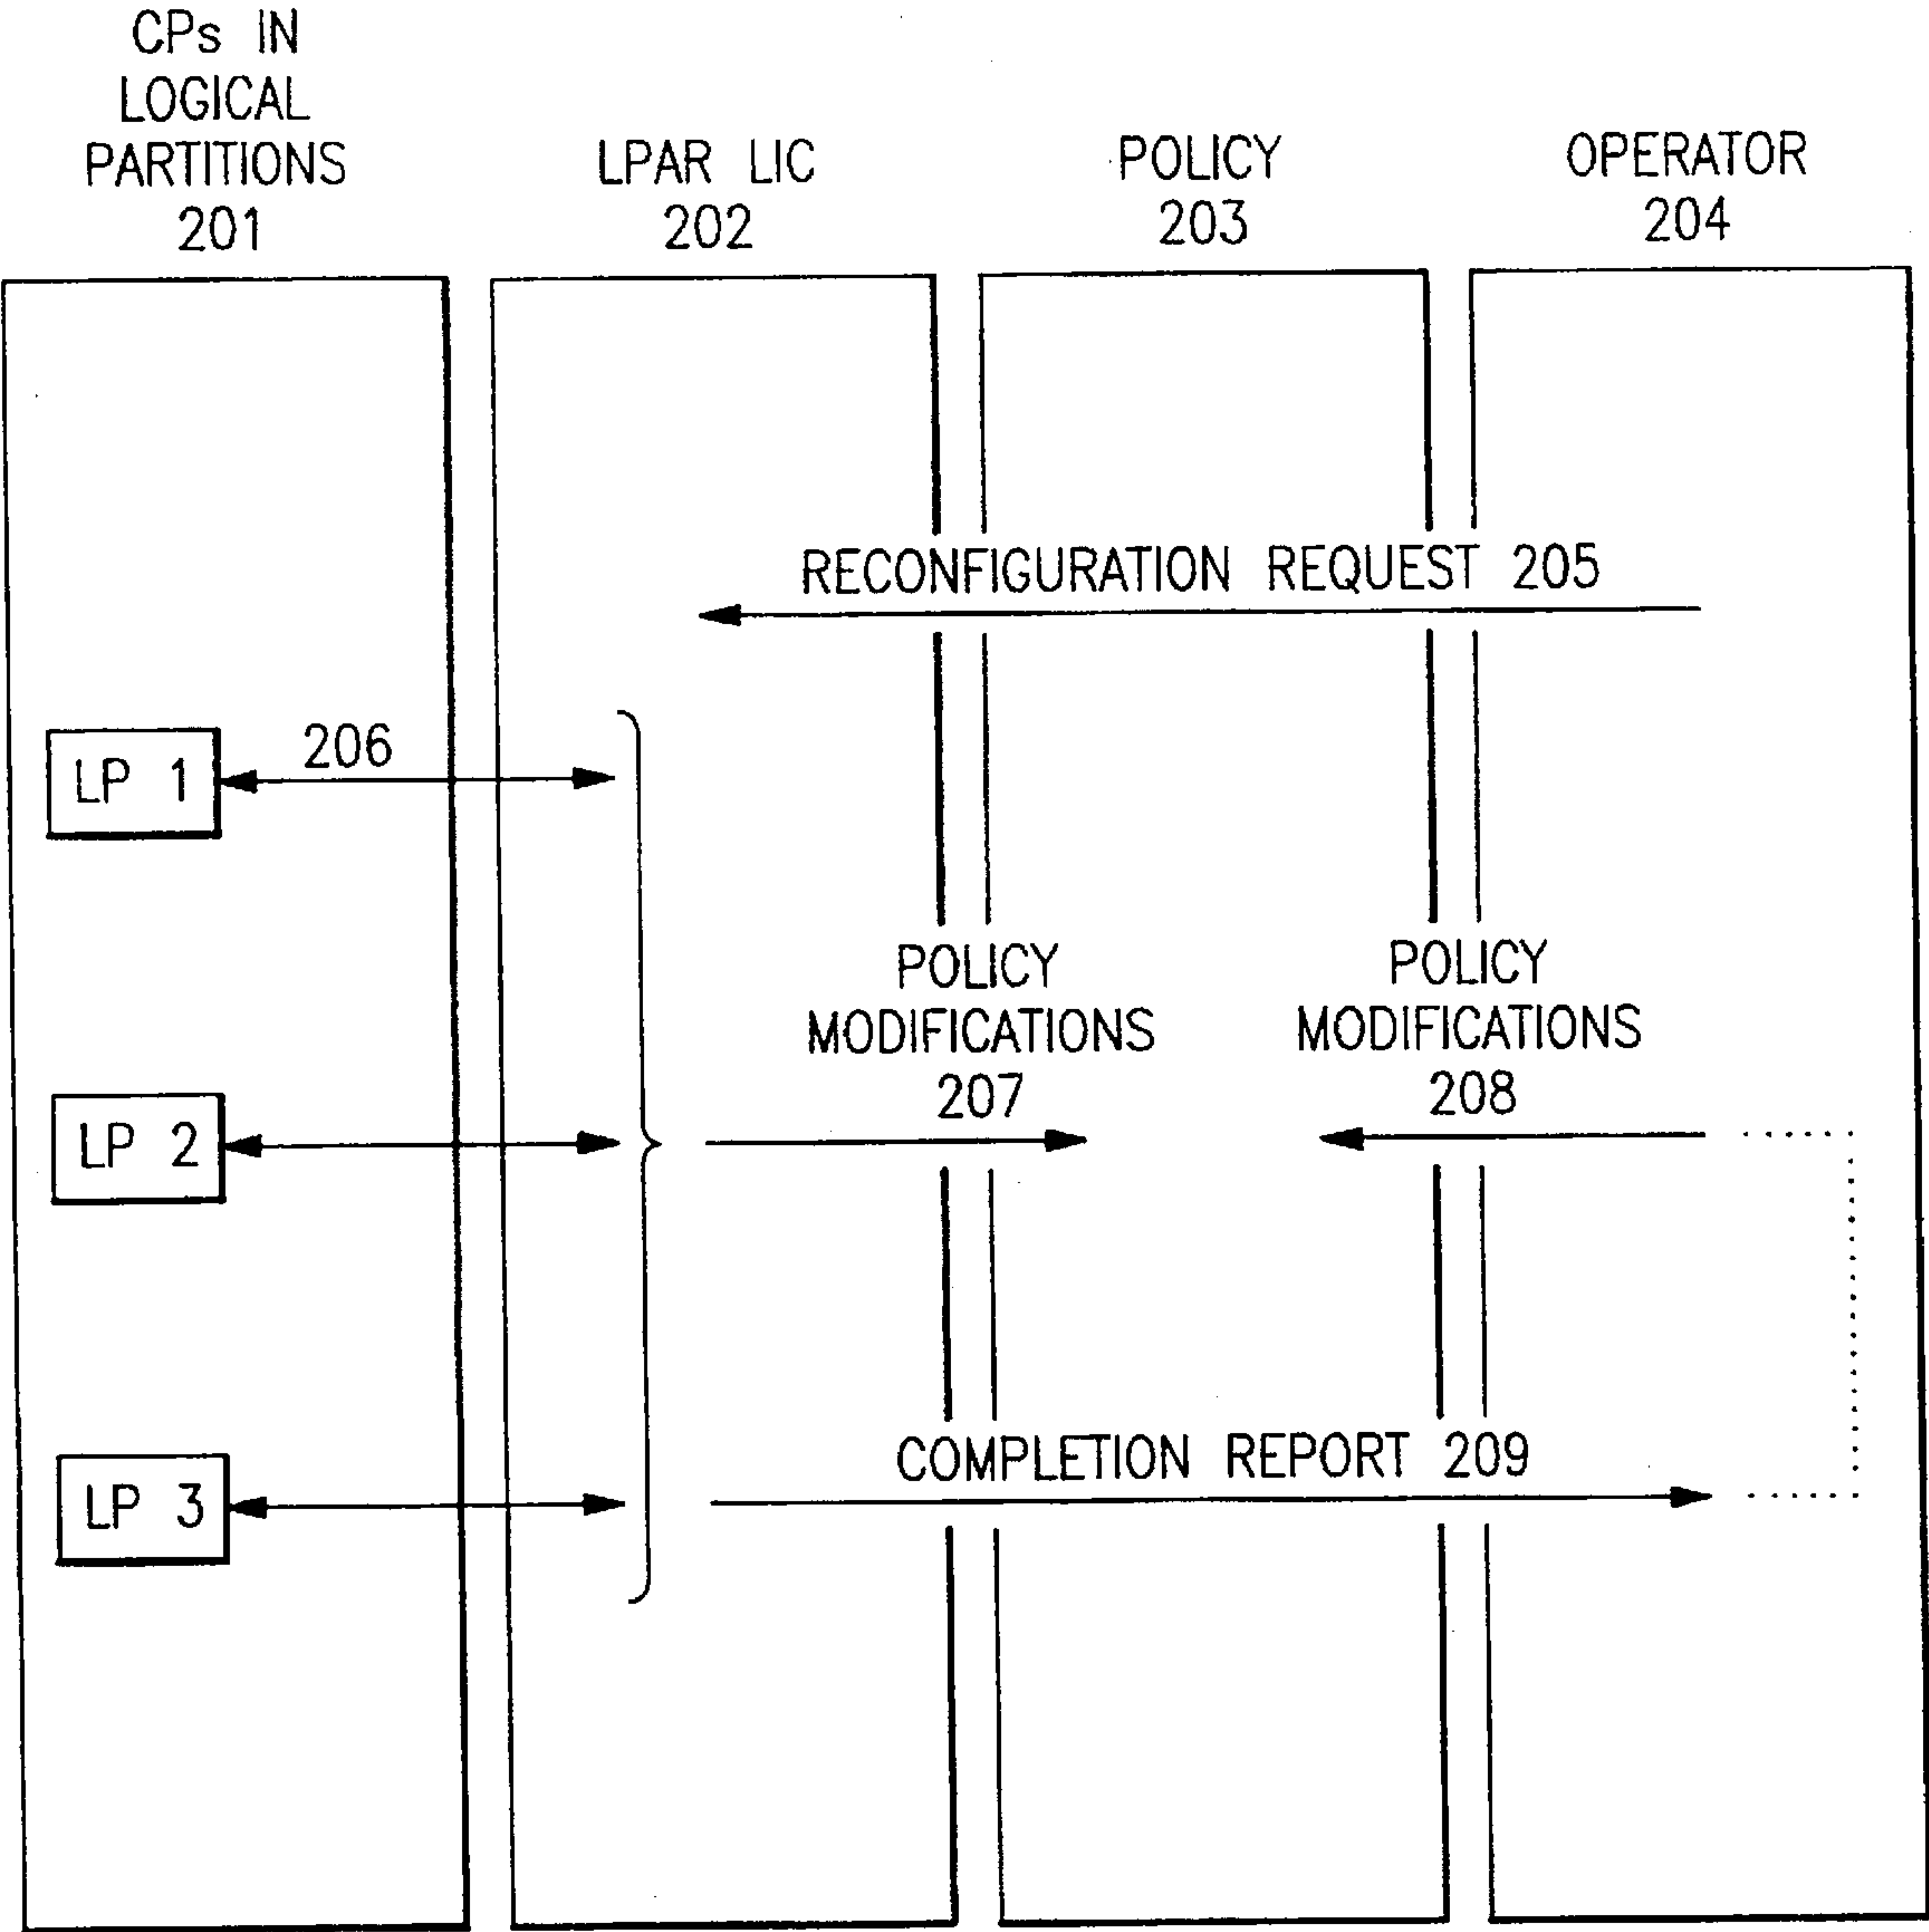 CPs IN
LOGICAL
PARTITIONS
201
LPAR LIC
202
POLICY
203
OPERATOR
204
RECONFIGURATION REQUEST 205
LP 1
206
POLICY
MODIFICATIONS
207
POLICY
MODIFICATIONS
208
LP 2
COMPLETION REPORT 209
LP 3